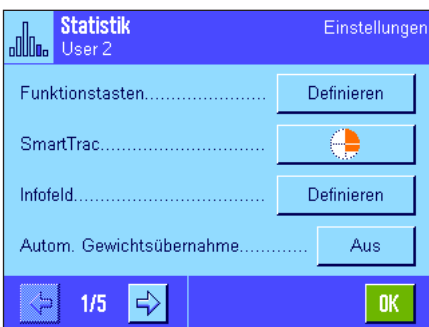 Statistik Einstellungen
User 2
Funktionstasten....................... Definieren
SmartTrac............................... 
Infofeld.................................... Definieren
Autom. Gewichtsübernahme............ Aus
1/5 OK